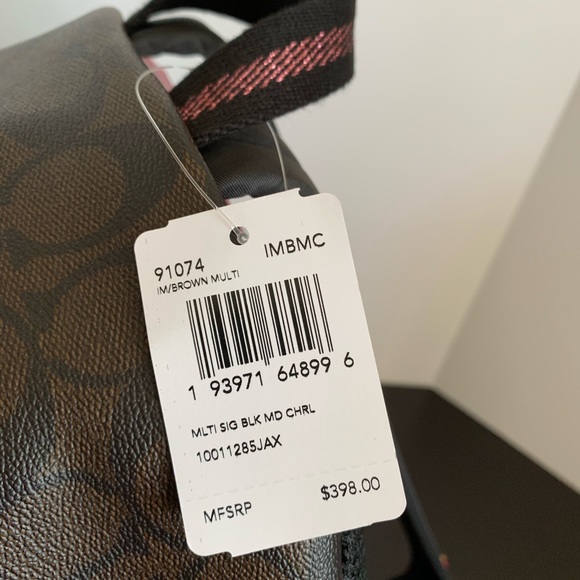 91074 IMBMC
IM/BROWN MULTI
1 93971 64899 6
MLTI SIG BLK MD CHRL
10011285JAX
MFSRP $398.00